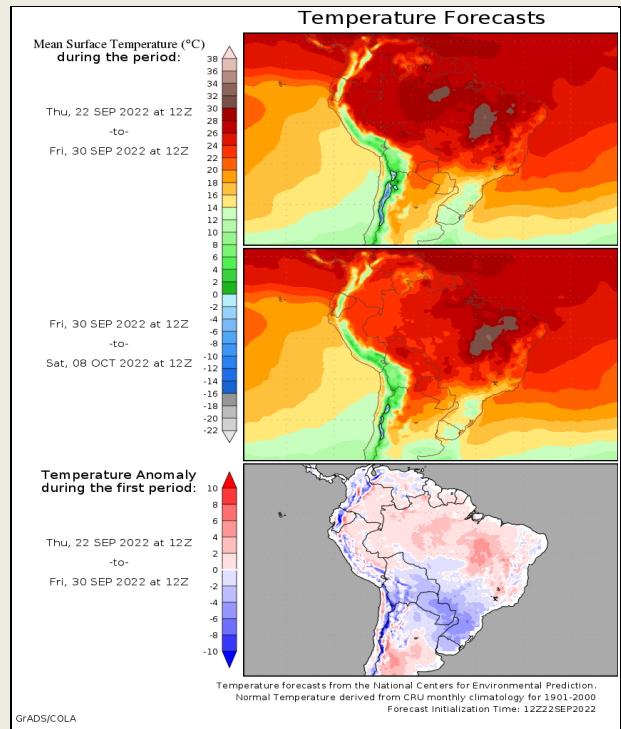 Temperature Forecasts
Mean Surface Temperature (°C)
during the period:
Thu, 22 SEP 2022 at 12Z
-to-
Fri, 30 SEP 2022 at 12Z
38
36
34
32
30
28
26
24
22
20
18
16
14
12
10
8
6
4
2
0
-2
-4
-6
-8
-10
-12
-14
-16
-18
-20
-22
Fri, 30 SEP 2022 at 12Z
-to-
Sat, 08 OCT 2022 at 12Z
Temperature Anomaly
during the first period:
Thu, 22 SEP 2022 at 12Z
-to-
Fri, 30 SEP 2022 at 12Z
10
8
6
4
2
0
-2
-4
-6
-8
-10
Temperature forecasts from the National Centers for Environmental Prediction.
Normal Temperature derived from CRU monthly climatology for 1901-2000
Forecast Initialization Time: 12Z22SEP2022
GrADS/COLA